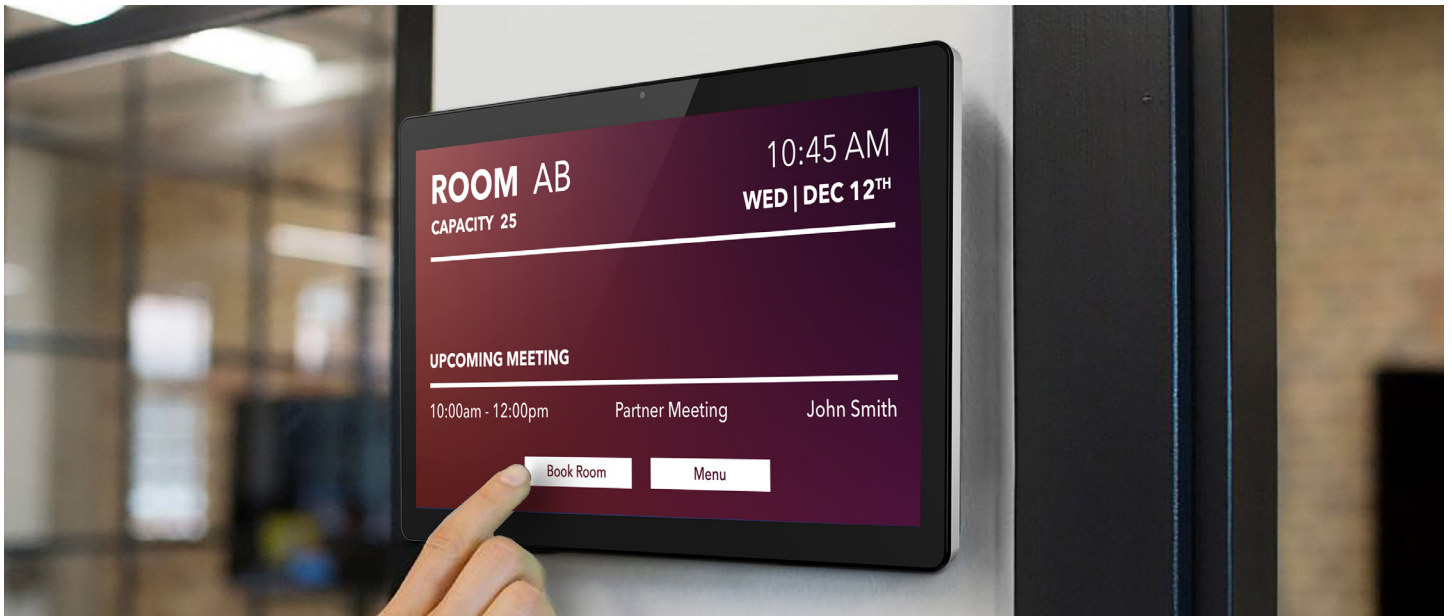 ROOM AB
CAPACITY 25
10:45 AM
WED | DEC 12TH
UPCOMING MEETING
10:00am - 12:00pm Partner Meeting John Smith
Book Room Menu